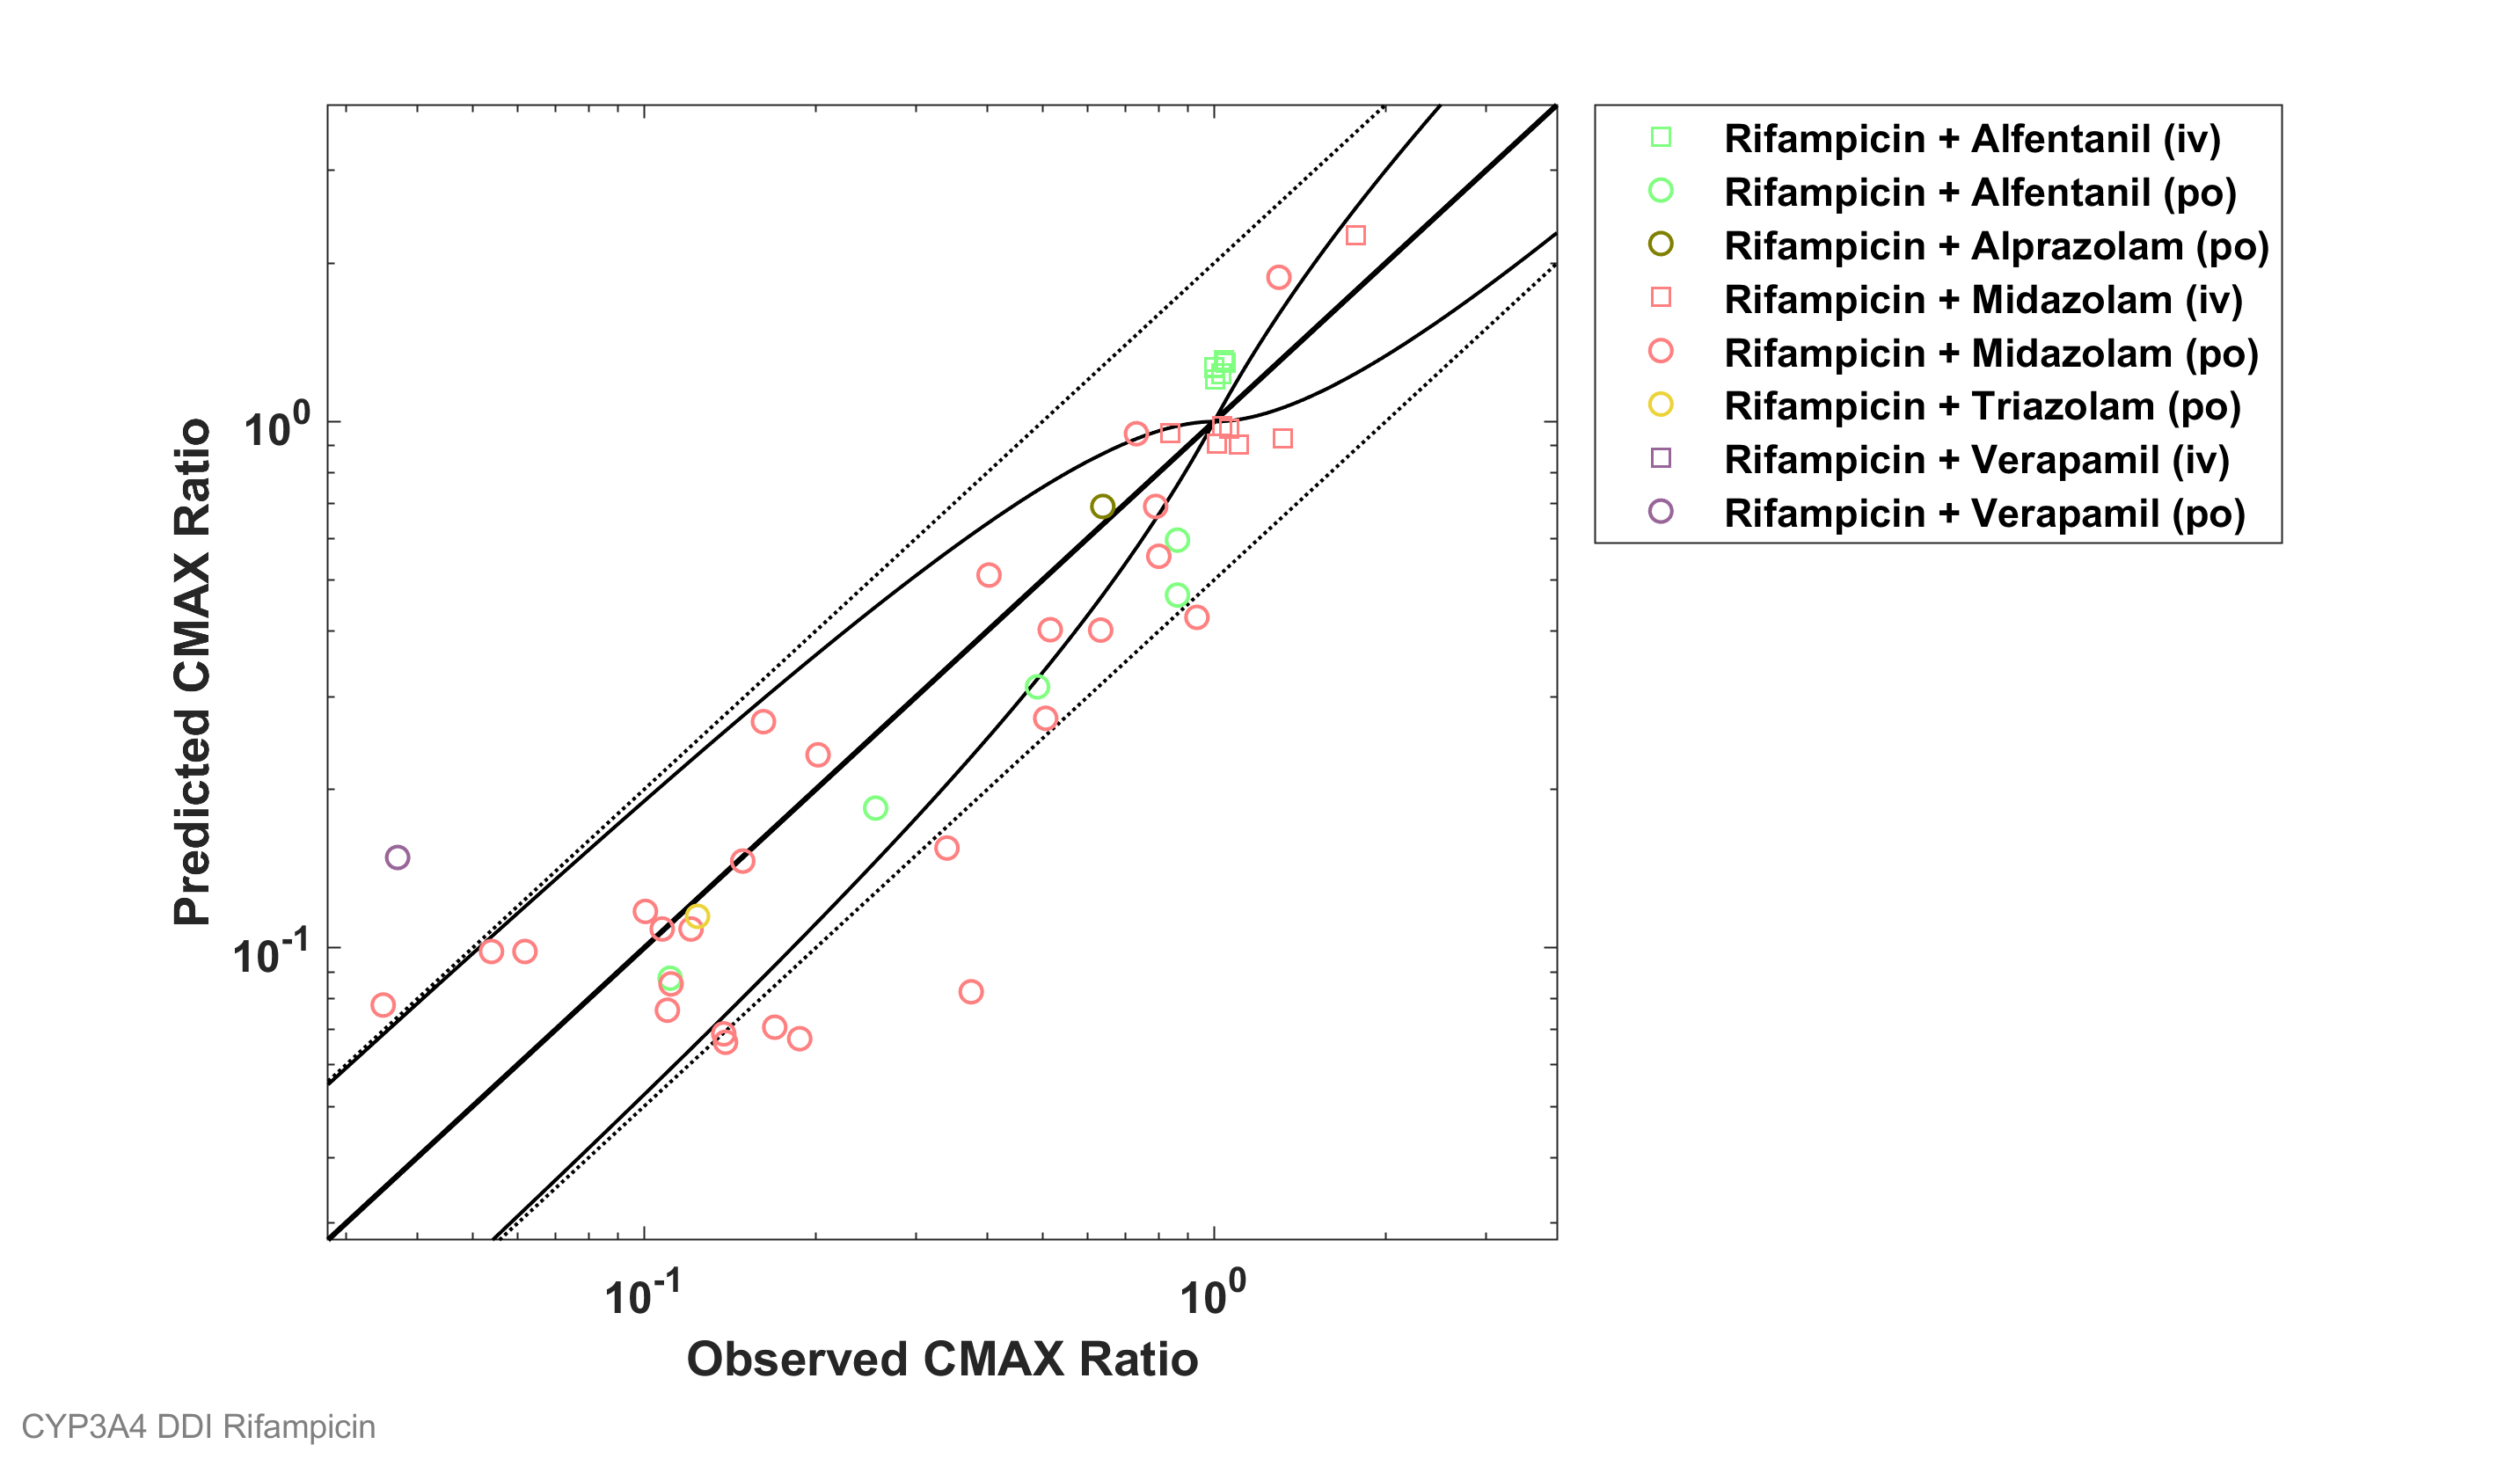 Rifampicin + Alfentanil (iv)
Rifampicin + Alfentanil (po)
Rifampicin + Alprazolam (po)
Rifampicin + Midazolam (iv)
Rifampicin + Midazolam (po)
Rifampicin + Triazolam (po)
Rifampicin + Verapamil (iv)
Rifampicin + Verapamil (po)
Predicted CMAX Ratio
10^0
10^-1
10^-1
10^0
Observed CMAX Ratio
CYP3A4 DDI Rifampicin